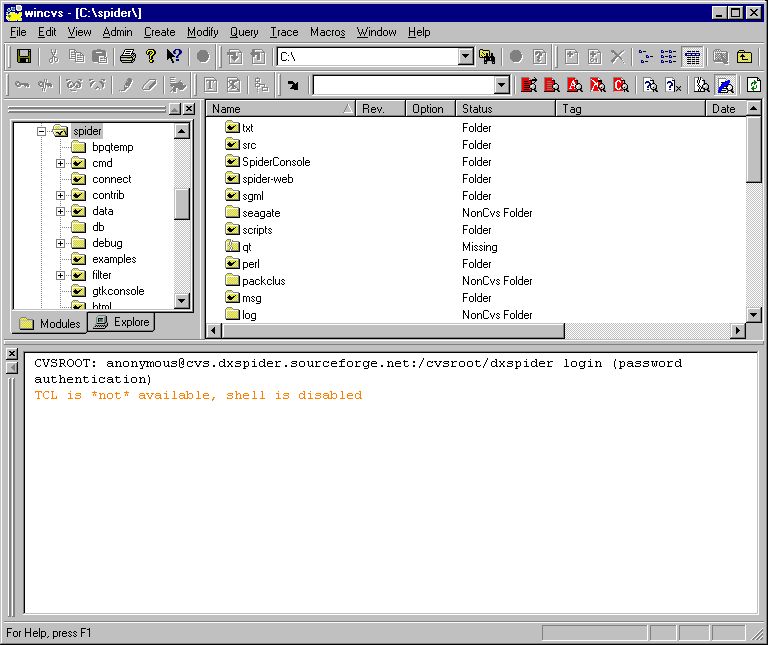 wincvs - [C:\spider\]
File Edit View Admin Create Modify Query Trace Macros Window Help
C:\
spider
bpqtemp
cmd
connect
contrib
data
db
debug
examples
filter
gtkconsole
html
Modules Explore
Name Rev. Option Status Tag Date
txt Folder
src Folder
SpiderConsole Folder
spider-web Folder
sgml Folder
seagate NonCvs Folder
scripts Folder
qt Missing
perl Folder
packclus NonCvs Folder
msg Folder
log NonCvs Folder
CVSROOT: anonymous@cvs.dxspider.sourceforge.net:/cvsroot/dxspider login (password
authentication)
TCL is *not* available, shell is disabled
For Help, press F1